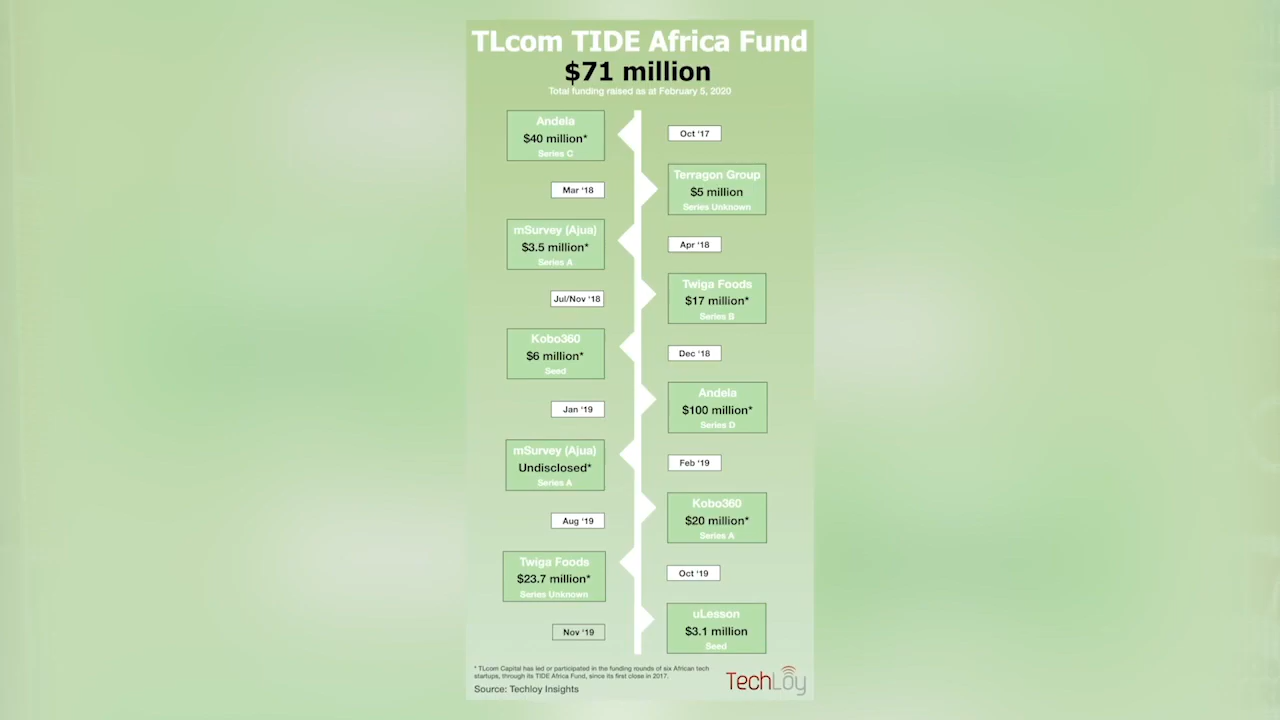 TLcom TIDE Africa Fund
$71 million
Total funding raised as at February 5, 2020
Andela
$40 million*
Series C
Oct '17
Mar '18
Terragon Group
$5 million
Series Unknown
mSurvey (Ajua)
$3.5 million*
Series A
Apr '18
Jul/Nov '18
Twiga Foods
$17 million*
Series B
Kobo360
$6 million*
Seed
Dec '18
Jan '19
Andela
$100 million*
Series D
mSurvey (Ajua)
Undisclosed*
Series A
Feb '19
Aug '19
Kobo360
$20 million*
Series A
Twiga Foods
$23.7 million*
Series Unknown
Oct '19
Nov '19
uLesson
$3.1 million
Seed
* TLcom Capital has led or participated in the funding rounds of six African tech
startups, through its TIDE Africa Fund, since its first close in 2017.
Source: Techloy Insights
TechLoy